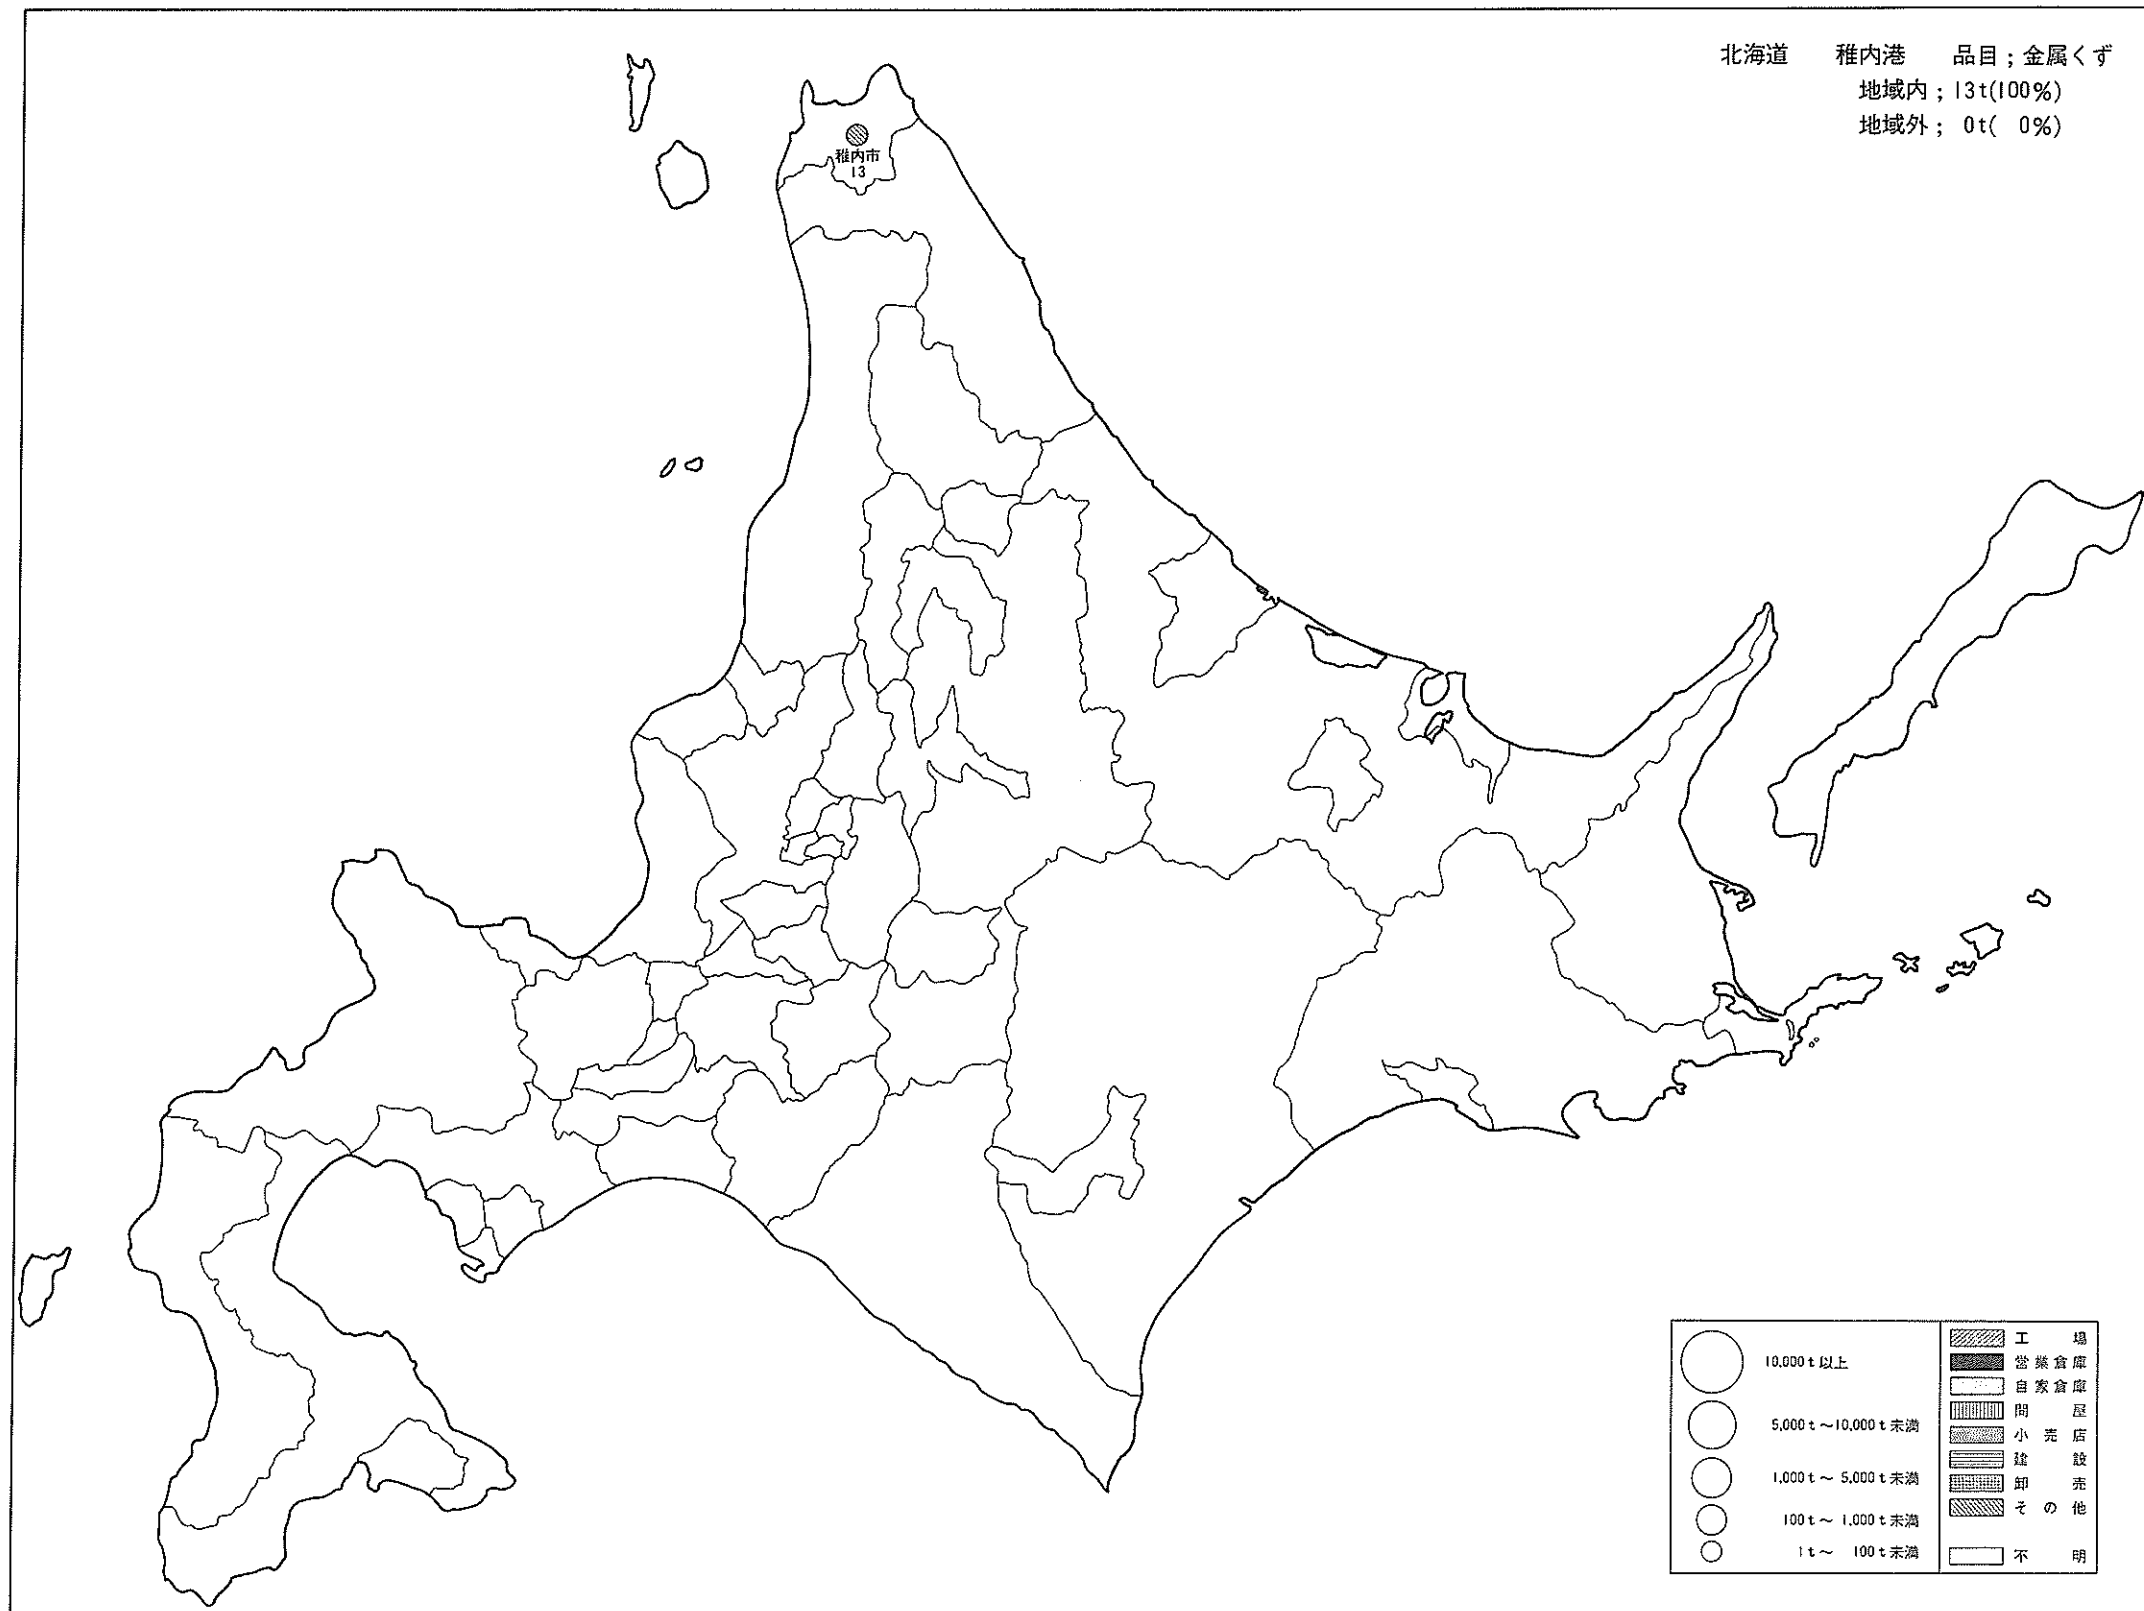 北海道 稚内港 品目；金属くず
地域内；13t(100%)
地域外； 0t( 0%)
稚内市
13
10,000t以上
5,000t～10,000t未満
1,000t～5,000t未満
100t～1,000t未満
1t～ 100t未満
工場
営業倉庫
自家倉庫
問屋
小売店
建設
卸売
その他
不明